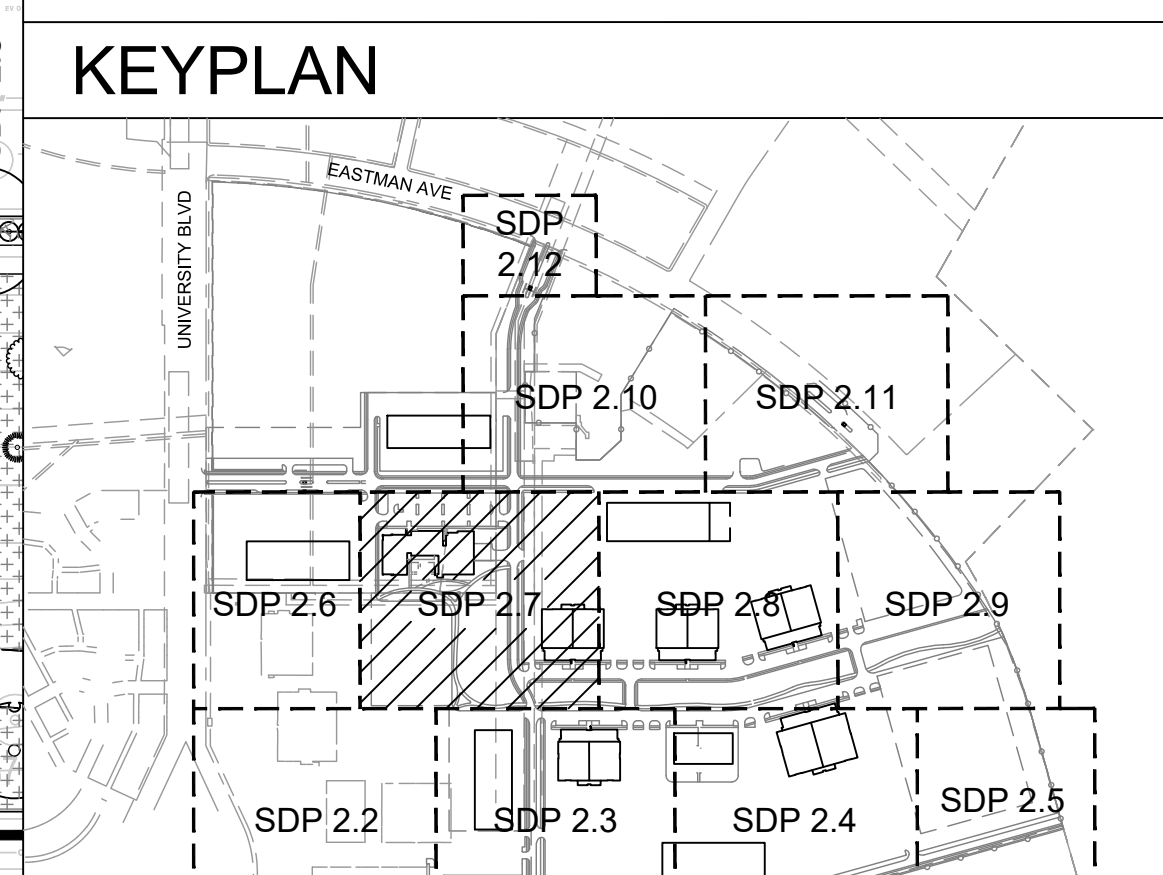 KEYPLAN
EASTMAN AVE
UNIVERSITY BLVD
SDP
2.12
SDP 2.10
SDP 2.11
SDP 2.6
SDP 2.7
SDP 2.8
SDP 2.9
SDP 2.2
SDP 2.3
SDP 2.4
SDP 2.5